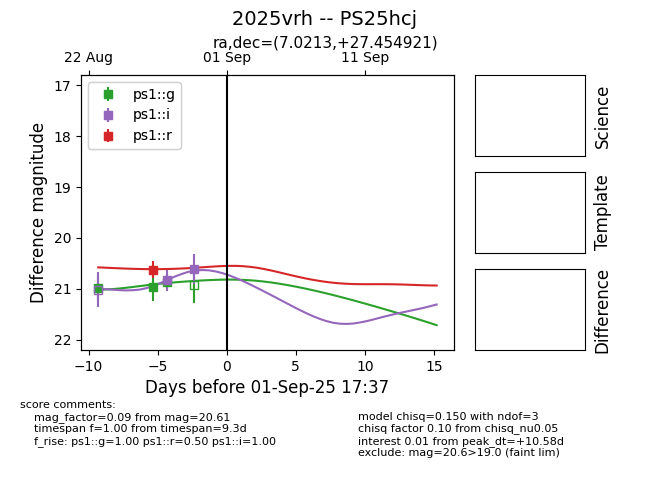 2025vrh -- PS25hcj
ra,dec=(7.0213,+27.454921)
22 Aug 01 Sep 11 Sep
ps1::g
ps1::i
ps1::r
17
18
19
20
21
22
Difference magnitude
−10 −5 0 5 10 15
Days before 01-Sep-25 17:37
Science
Template
Difference
score comments:
mag_factor=0.09 from mag=20.61
timespan f=1.00 from timespan=9.3d
f_rise: ps1::g=1.00 ps1::r=0.50 ps1::i=1.00
model chisq=0.150 with ndof=3
chisq factor 0.10 from chisq_nu0.05
interest 0.01 from peak_dt=+10.58d
exclude: mag=20.6>19.0 (faint lim)